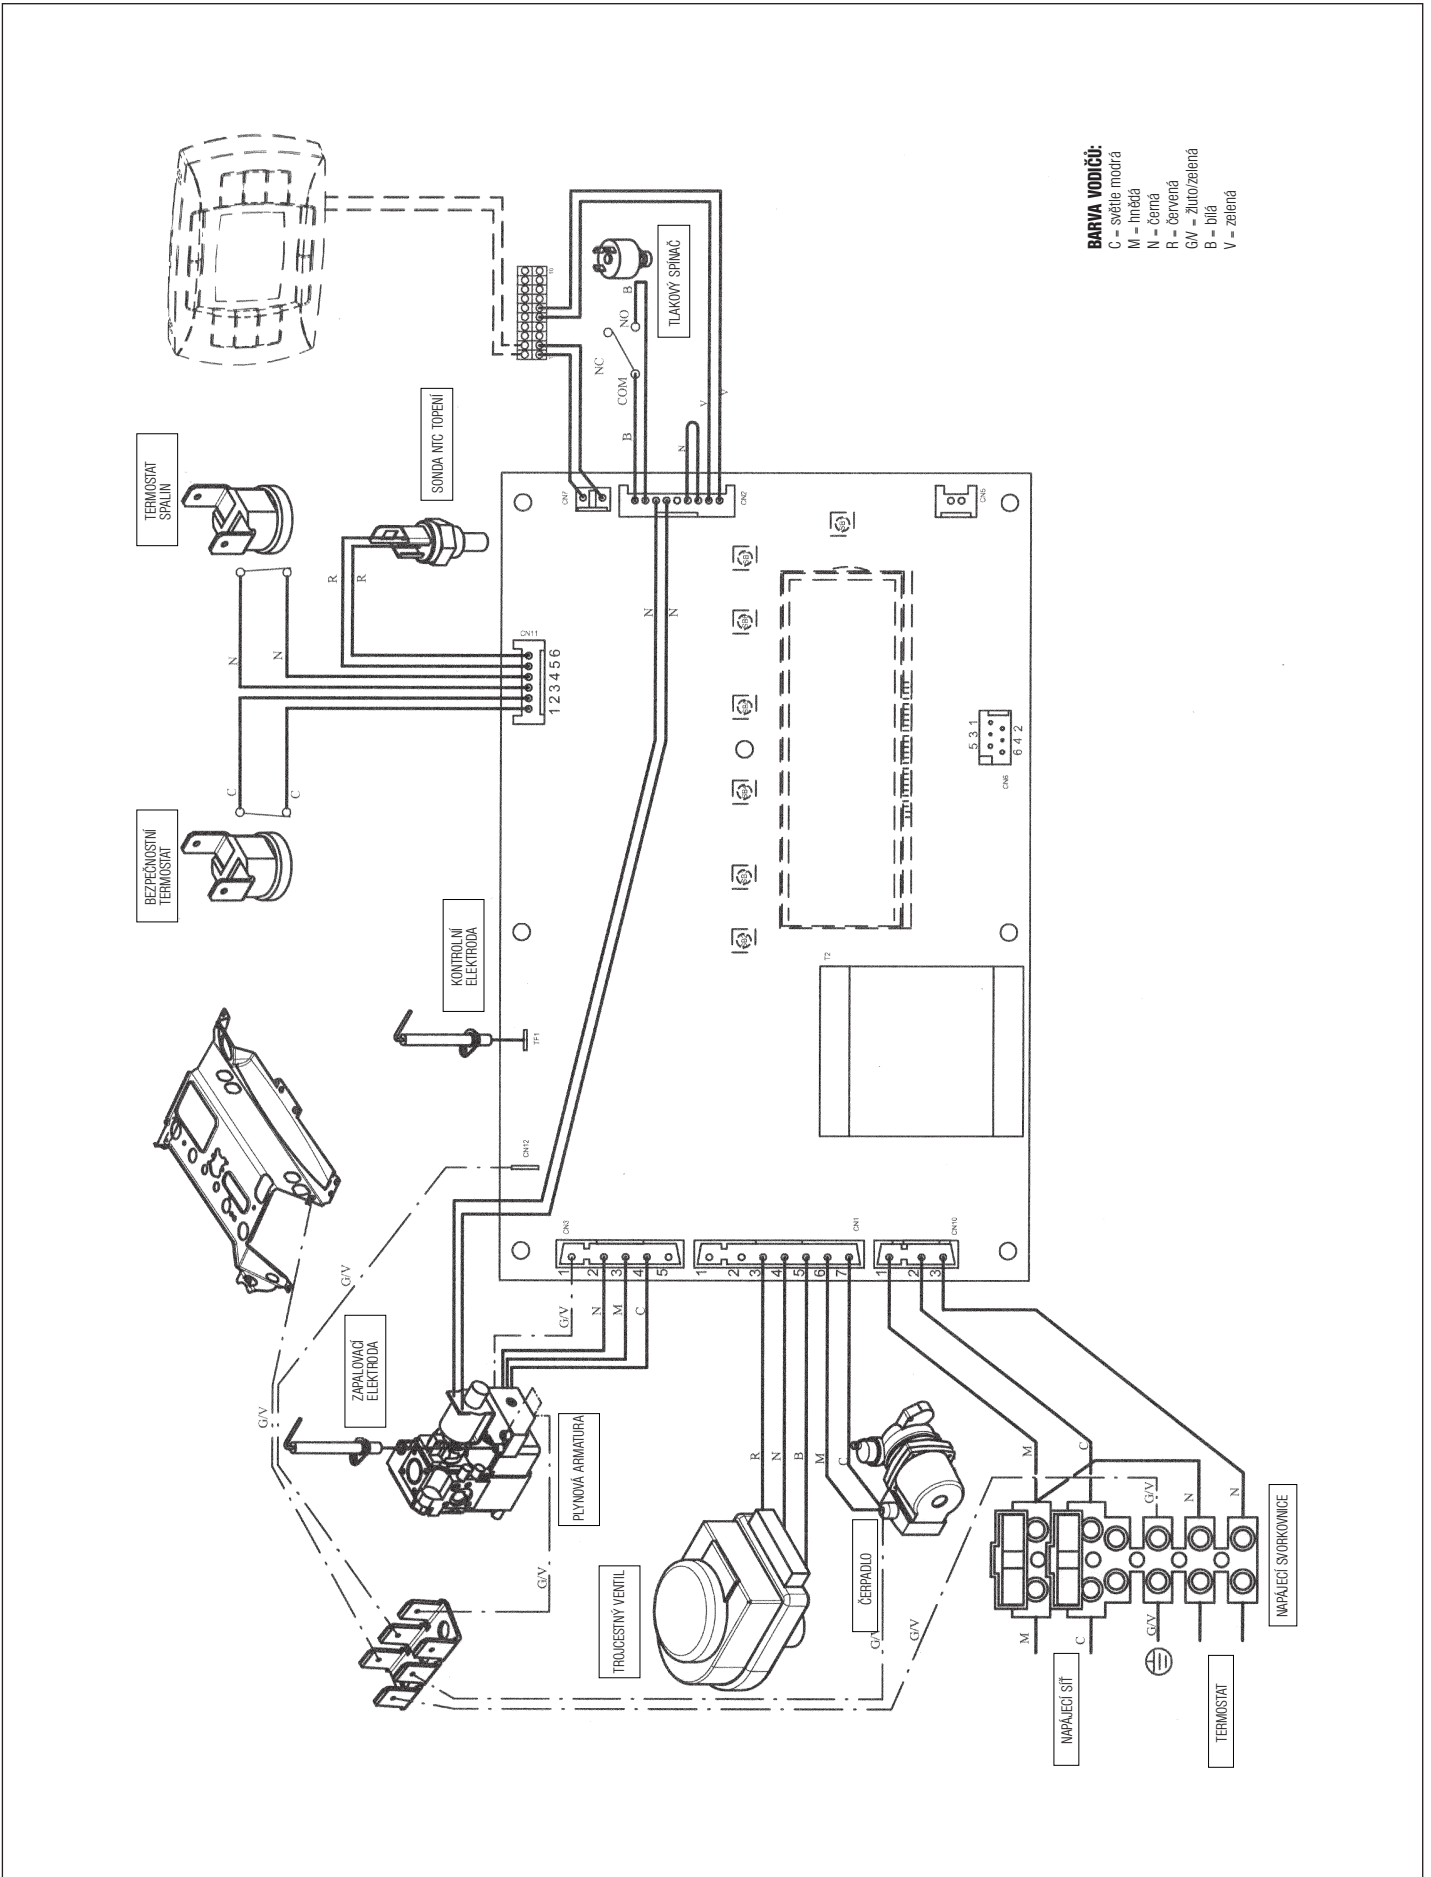 BEZPEČNOSTNÍ
TERMOSTAT
TERMOSTAT
SPALIN
C
N
C
N
G/V
G/V
R
R
ZAPALOVACÍ
ELEKTRODA
KONTROLNÍ
ELEKTRODA
SONDA NTC TOPENÍ
G/V
CN12
TF1
CN11
1 2 3 4 5 6
PLYNOVÁ ARMATURA
G/V
N
M
C
1
2
3
4
5
CN3
CN7
10
TROJCESTNÝ VENTIL
NC
COM
NO
B
B
TLAKOVÝ SPÍNAČ
N
N
N
V
V
CN2
R
N
B
M
C
1
2
3
4
5
6
7
CN1
ČERPADLO
G/V
G/V
T2
1
2
3
CN10
CN5
5 3 1
6 4 2
CN6
M
C
G/V
N
N
M
C
G/V
NAPÁJECÍ SÍŤ
TERMOSTAT
NAPÁJECÍ SVORKOVNICE
BARVA VODIČŮ:
C = světle modrá
M = hnědá
N = černá
R = červená
G/V = žluto/zelená
B = bílá
V = zelená